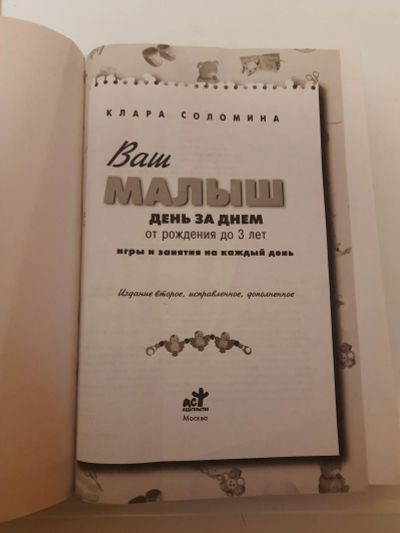 КЛАРА СОЛОМИНА
Ваш
МАЛЫШ
ДЕНЬ ЗА ДНЕМ
от рождения до 3 лет
игры и занятия на каждый день
Издание второе, исправленное, дополненное
АСТ
ИЗДАТЕЛЬСТВО
Москва